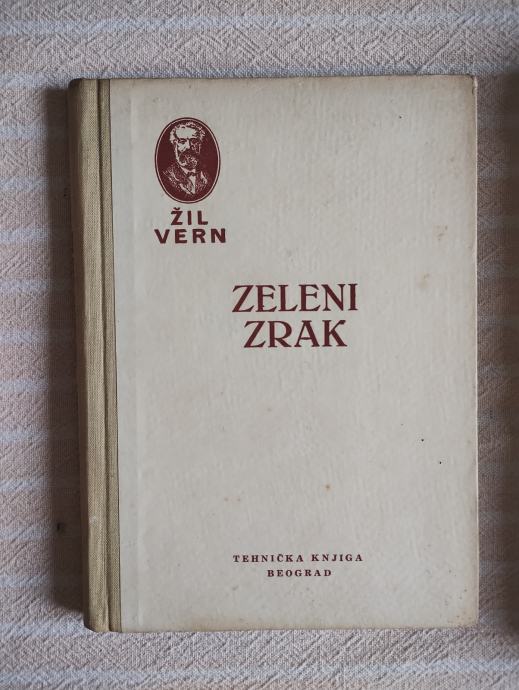 ŽIL
VERN
ZELENI
ZRAK
TEHNIČKA KNJIGA
BEOGRAD